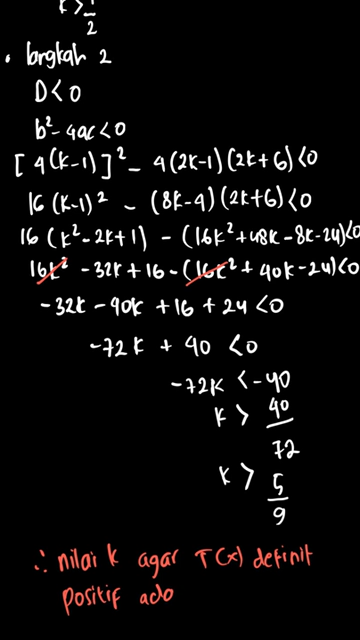 k > 1/2
• langkah 2
D < 0
b² - 4ac < 0
[4(k-1)]² - 4(2k-1)(2k+6) < 0
16(k-1)² - (8k-4)(2k+6) < 0
16(k²-2k+1) - (16k²+48k-8k-24) < 0
16k² - 32k + 16 - (16k² + 40k - 24) < 0
-32k - 40k + 16 + 24 < 0
-72k + 40 < 0
-72k < -40
k > 40/72
k > 5/9
∴ nilai k agar T(x) definit
positif ada